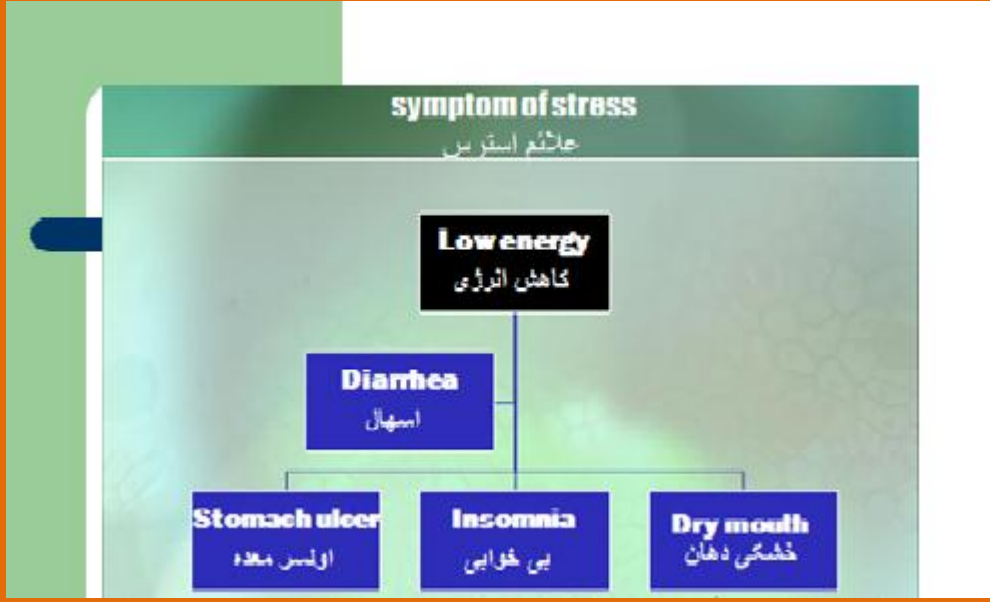 symptom of stress
علائم استرس
Low energy
کاهش انرژی
Diarrhea
اسهال
Stomach ulcer
اولسر معده
Insomnia
بی خوابی
Dry mouth
خشکی دهان